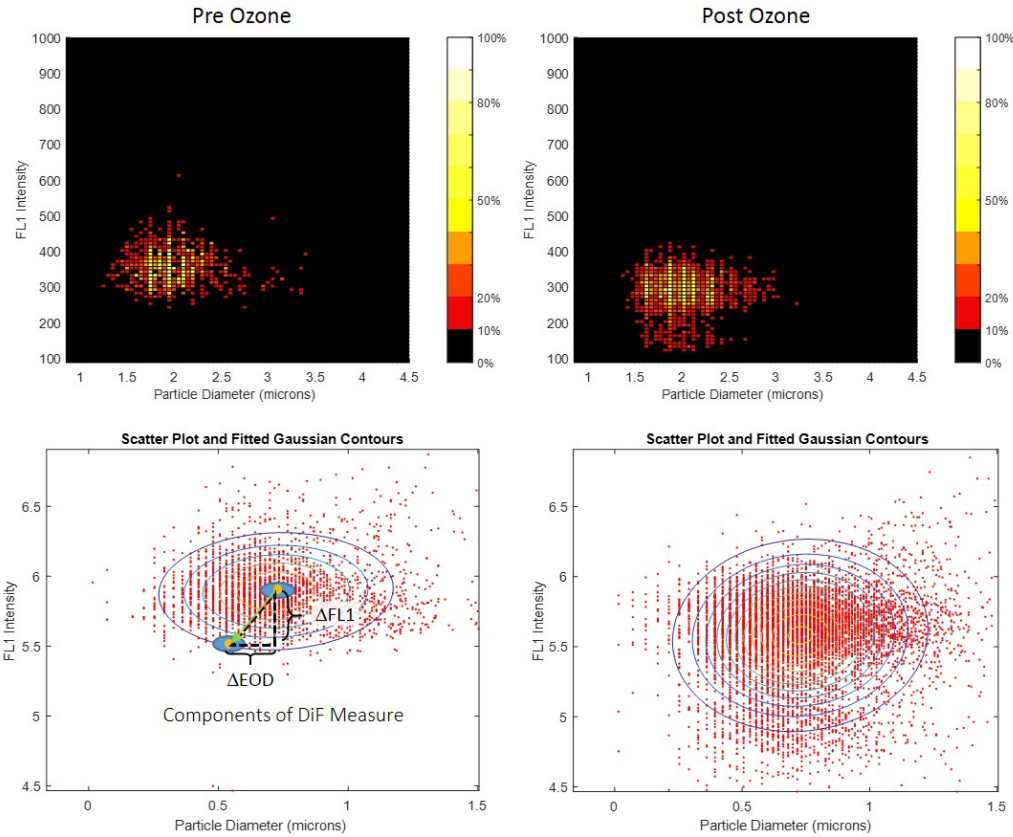 Pre Ozone
1000
900
800
700
600
500
400
300
200
100
FL1 Intensity
1 1.5 2 2.5 3 3.5 4 4.5
Particle Diameter (microns)
100%
80%
50%
20%
10%
0%
Post Ozone
1000
900
800
700
600
500
400
300
200
100
FL1 Intensity
1 1.5 2 2.5 3 3.5 4 4.5
Particle Diameter (microns)
100%
80%
50%
20%
10%
0%
Scatter Plot and Fitted Gaussian Contours
6.5
6
5.5
5
4.5
FL1 Intensity
ΔFL1
ΔEOD
Components of DiF Measure
0 0.5 1 1.5
Particle Diameter (microns)
Scatter Plot and Fitted Gaussian Contours
6.5
6
5.5
5
4.5
FL1 Intensity
0 0.5 1 1.5
Particle Diameter (microns)